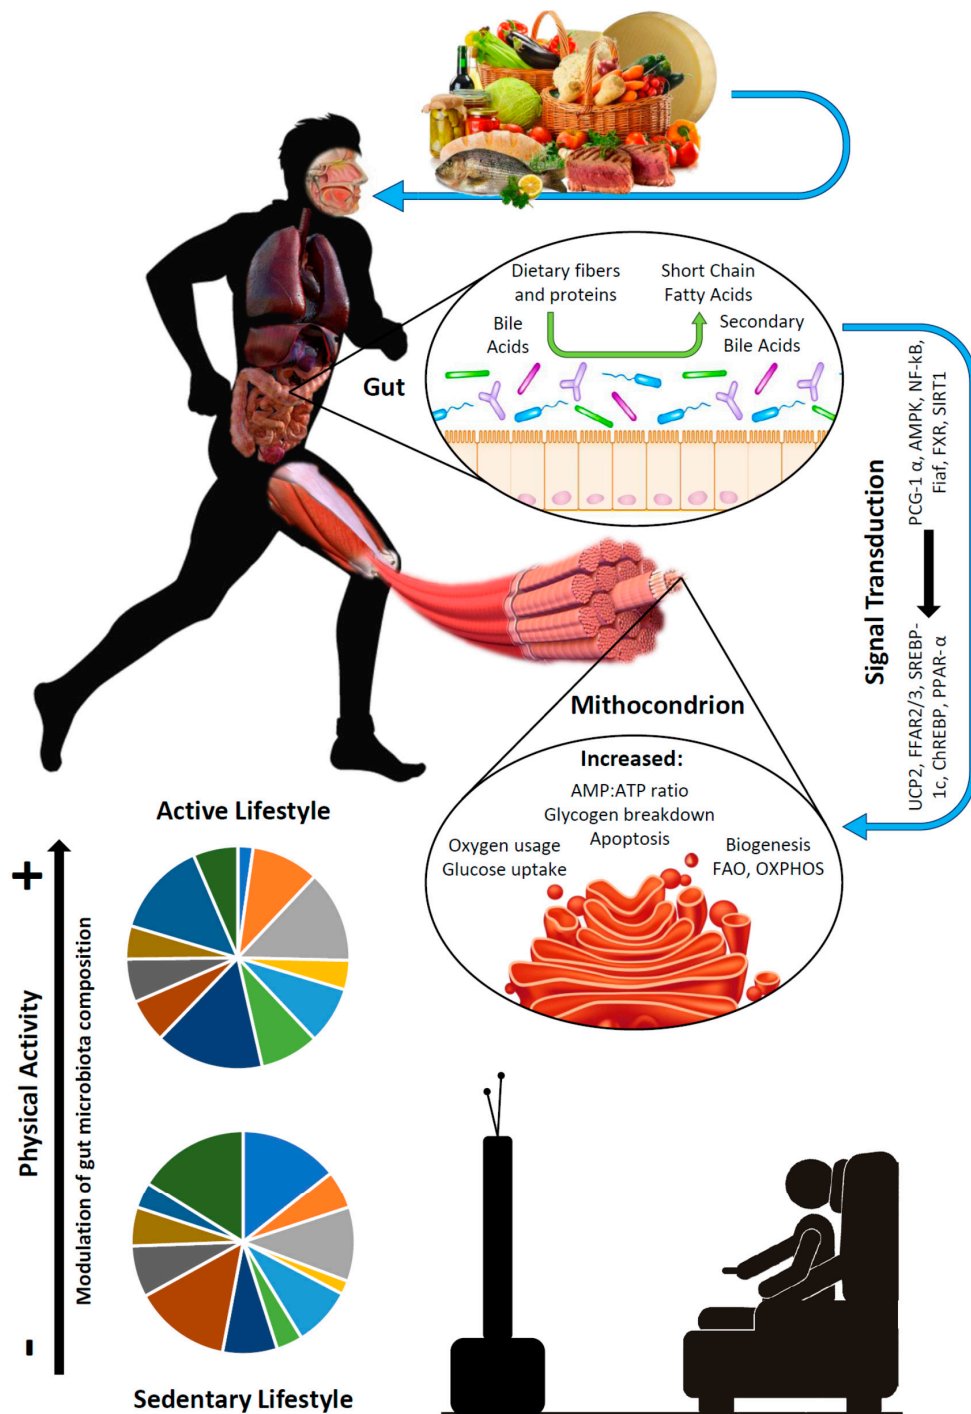 Dietary fibers
and proteins
Short Chain
Fatty Acids
Bile
Acids
Secondary
Bile Acids
Gut
Signal Transduction
PCG-1 α, AMPK, NF-kB,
Fiaf, FXR, SIRT1
UCP2, FFAR2/3, SREBP-
1c, ChREBP, PPAR- α
Mithocondrion
Increased:
AMP:ATP ratio
Glycogen breakdown
Apoptosis
Oxygen usage
Glucose uptake
Biogenesis
FAO, OXPHOS
Active Lifestyle
+
Physical Activity
Modulation of gut microbiota composition
-
Sedentary Lifestyle